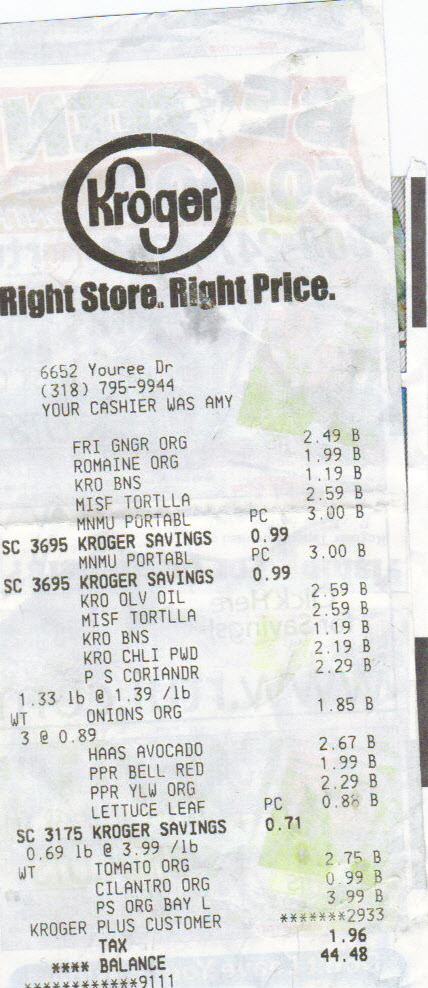 Kroger
Right Store. Right Price.
6652 Youree Dr
(318) 795-9944
YOUR CASHIER WAS AMY
FRI GNGR ORG 2.49 B
ROMAINE ORG 1.99 B
KRO BNS 1.19 B
MISF TORTLLA 2.59 B
MNMU PORTABL PC 3.00 B
SC 3695 KROGER SAVINGS 0.99
MNMU PORTABL PC 3.00 B
SC 3695 KROGER SAVINGS 0.99
KRO OLV OIL 2.59 B
MISF TORTLLA 2.59 B
KRO BNS 1.19 B
KRO CHLI PWD 2.19 B
P S CORIANDR 2.29 B
1.33 lb @ 1.39 /lb
WT ONIONS ORG 1.85 B
3 @ 0.89
HAAS AVOCADO 2.67 B
PPR BELL RED 1.99 B
PPR YLW ORG 2.29 B
LETTUCE LEAF PC 0.88 B
SC 3175 KROGER SAVINGS 0.71
0.69 lb @ 3.99 /lb
WT TOMATO ORG 2.75 B
CILANTRO ORG 0.99 B
PS ORG BAY L 3.99 B
KROGER PLUS CUSTOMER *******2933
TAX 1.96
**** BALANCE 44.48
************9111